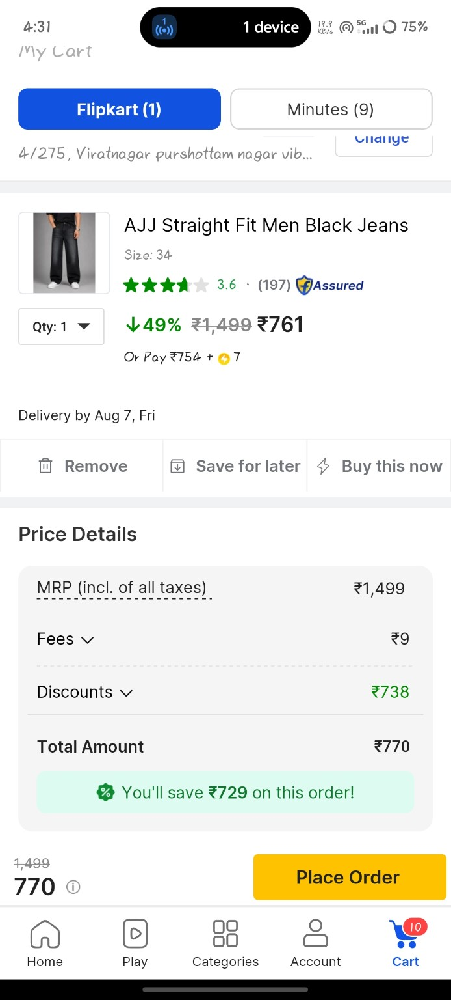 4:31
1
1 device
19.9 KB/s
5G
75%
My Cart
Flipkart (1)
Minutes (9)
4/275, Viratnagar purshottam nagar vib...
Change
AJJ Straight Fit Men Black Jeans
Size: 34
3.6 · (197) Assured
Qty: 1
↓49% ₹1,499 ₹761
Or Pay ₹754 + 7
Delivery by Aug 7, Fri
Remove
Save for later
Buy this now
Price Details
MRP (incl. of all taxes) ₹1,499
Fees ₹9
Discounts ₹738
Total Amount ₹770
% You'll save ₹729 on this order!
1,499
770
Place Order
10
Home
Play
Categories
Account
Cart